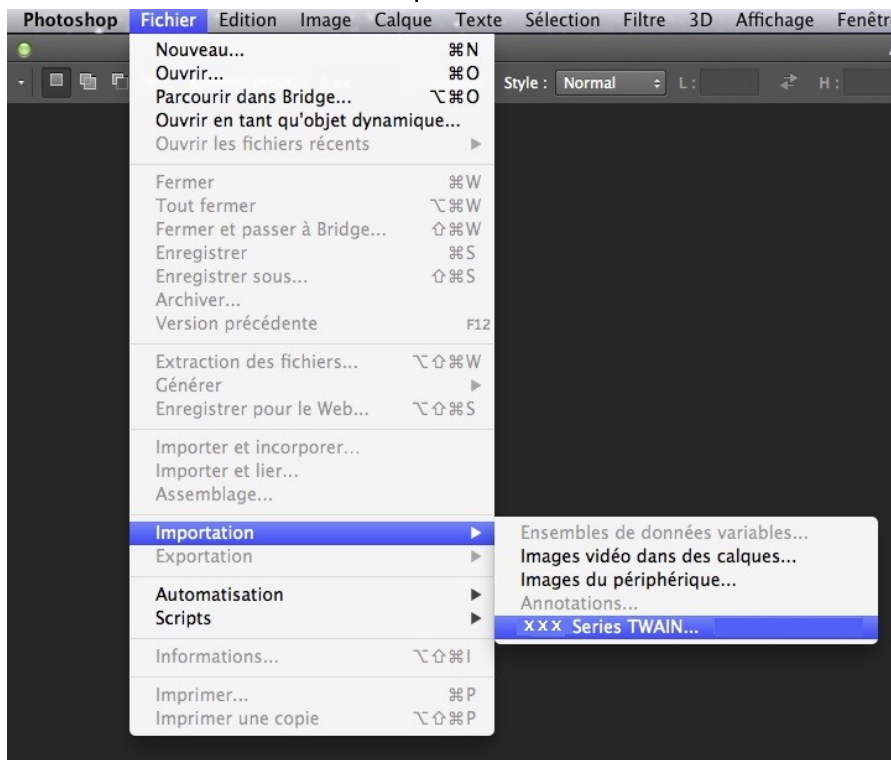 Photoshop Fichier Edition Image Calque Texte Sélection Filtre 3D Affichage Fenêtr
Style : Normal L : H :
Nouveau... ⌘N
Ouvrir... ⌘O
Parcourir dans Bridge... ⌥⌘O
Ouvrir en tant qu'objet dynamique...
Ouvrir les fichiers récents
Fermer ⌘W
Tout fermer ⌥⌘W
Fermer et passer à Bridge... ⇧⌘W
Enregistrer ⌘S
Enregistrer sous... ⇧⌘S
Archiver...
Version précédente F12
Extraction des fichiers... ⌥⇧⌘W
Générer
Enregistrer pour le Web... ⌥⇧⌘S
Importer et incorporer...
Importer et lier...
Assemblage...
Importation
Exportation
Automatisation
Scripts
Informations... ⌥⇧⌘I
Imprimer... ⌘P
Imprimer une copie ⌥⇧⌘P
Ensembles de données variables...
Images vidéo dans des calques...
Images du périphérique...
Annotations...
XXX Series TWAIN...